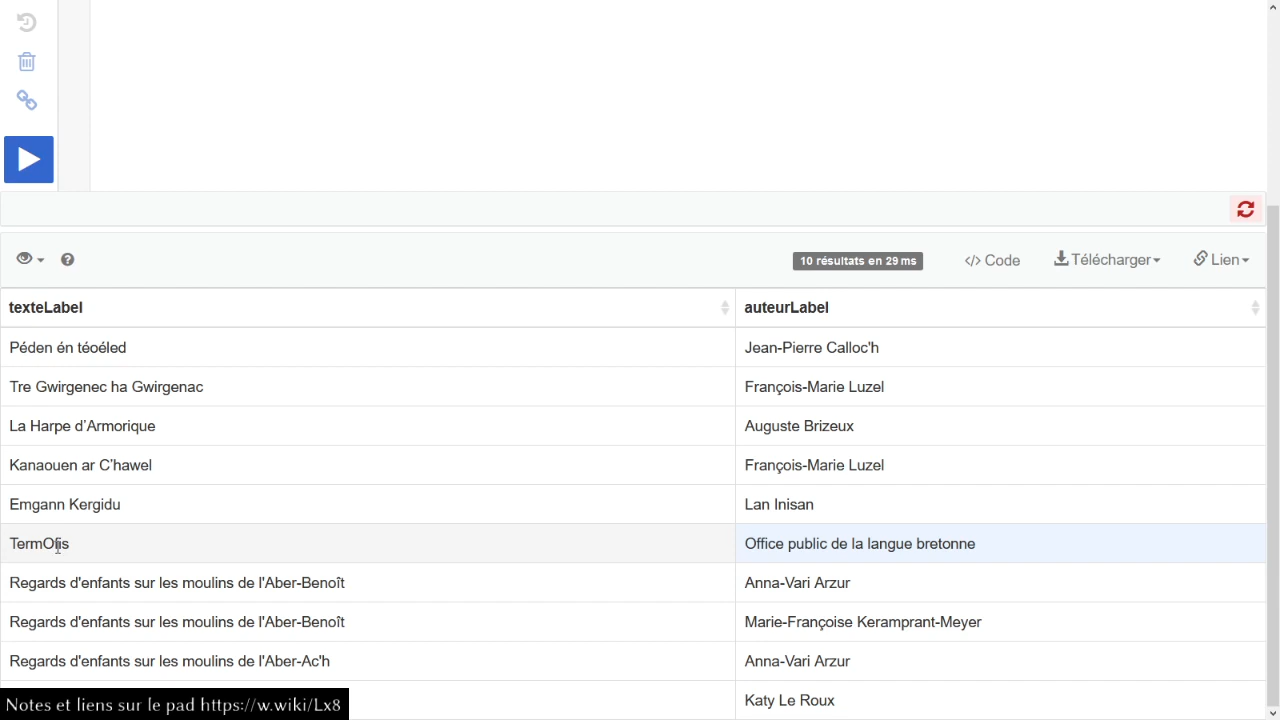 10 résultats en 29 ms </> Code Télécharger Lien
texteLabel auteurLabel
Péden én téoéled Jean-Pierre Calloc'h
Tre Gwirgenec ha Gwirgenac François-Marie Luzel
La Harpe d’Armorique Auguste Brizeux
Kanaouen ar C’hawel François-Marie Luzel
Emgann Kergidu Lan Inisan
TermOfis Office public de la langue bretonne
Regards d'enfants sur les moulins de l'Aber-Benoît Anna-Vari Arzur
Regards d'enfants sur les moulins de l'Aber-Benoît Marie-Françoise Keramprant-Meyer
Regards d'enfants sur les moulins de l'Aber-Ac'h Anna-Vari Arzur
Katy Le Roux
Notes et liens sur le pad https://w.wiki/Lx8